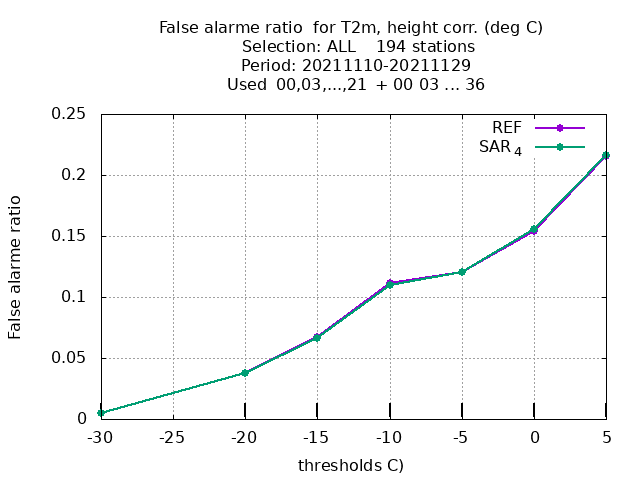 False alarme ratio  for T2m, height corr. (deg C)
Selection: ALL    194 stations
Period: 20211110-20211129
Used  00,03,...,21  + 00 03 ... 36
REF
SAR 4
0.25
0.2
0.15
0.1
0.05
0
False alarme ratio
-30 -25 -20 -15 -10 -5 0 5
thresholds C)